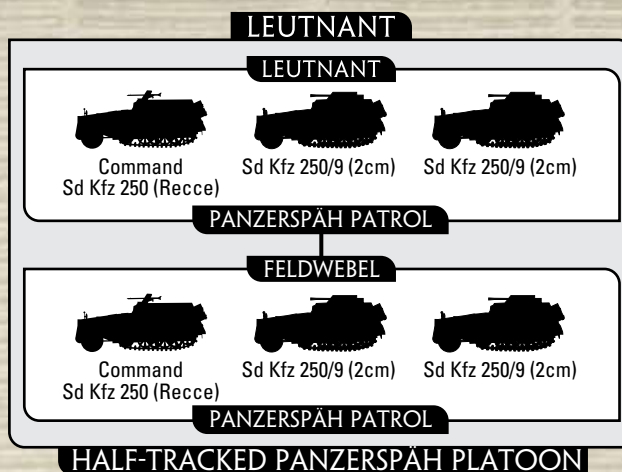 LEUTNANT
LEUTNANT
Command
Sd Kfz 250 (Recce)
Sd Kfz 250/9 (2cm)
Sd Kfz 250/9 (2cm)
PANZERSPÄH PATROL
FELDWEBEL
Command
Sd Kfz 250 (Recce)
Sd Kfz 250/9 (2cm)
Sd Kfz 250/9 (2cm)
PANZERSPÄH PATROL
HALF-TRACKED PANZERSPÄH PLATOON